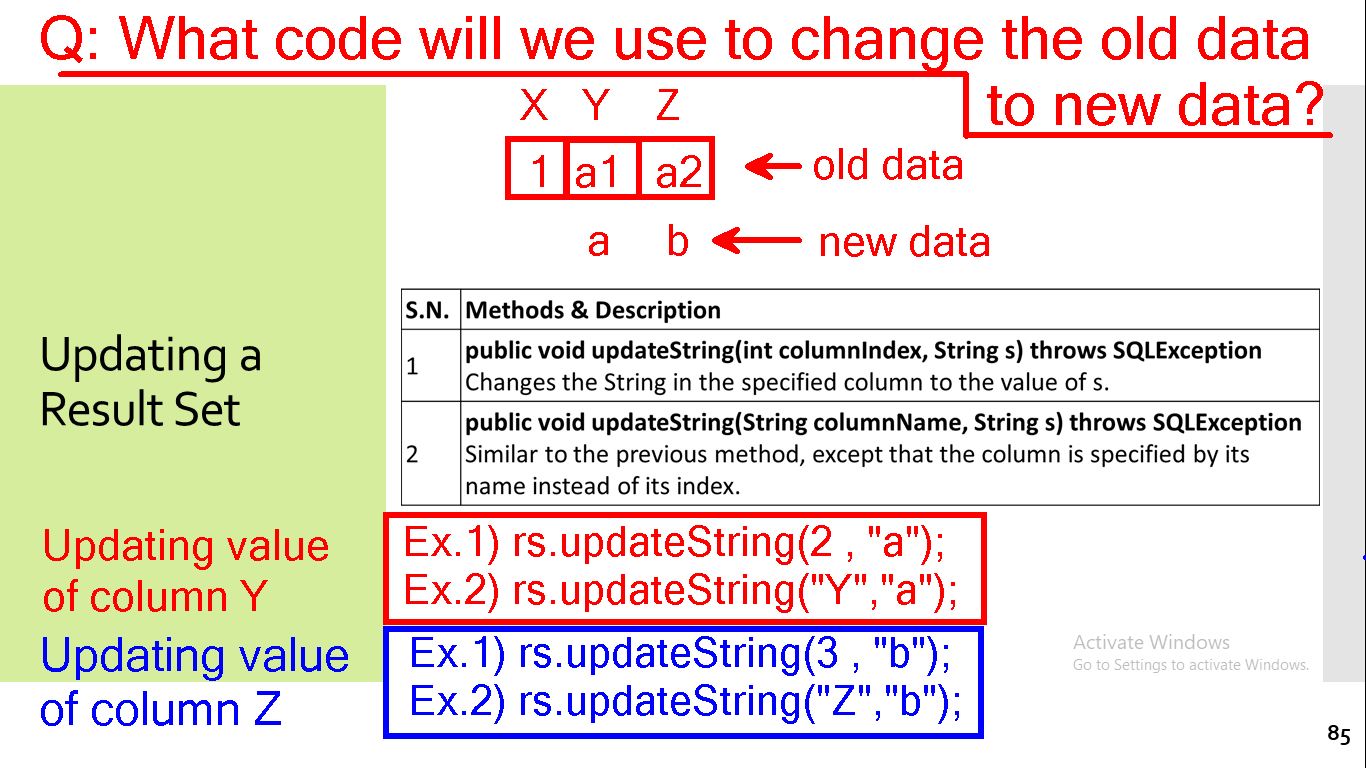 Q: What code will we use to change the old data
to new data?
X Y Z
1 a1 a2 old data
a b new data
Updating a
Result Set
S.N. Methods & Description
1 public void updateString(int columnIndex, String s) throws SQLException
Changes the String in the specified column to the value of s.
2 public void updateString(String columnName, String s) throws SQLException
Similar to the previous method, except that the column is specified by its
name instead of its index.
Updating value
of column Y
Ex.1) rs.updateString(2 , "a");
Ex.2) rs.updateString("Y","a");
Updating value
of column Z
Ex.1) rs.updateString(3 , "b");
Ex.2) rs.updateString("Z","b");
Activate Windows
Go to Settings to activate Windows.
85